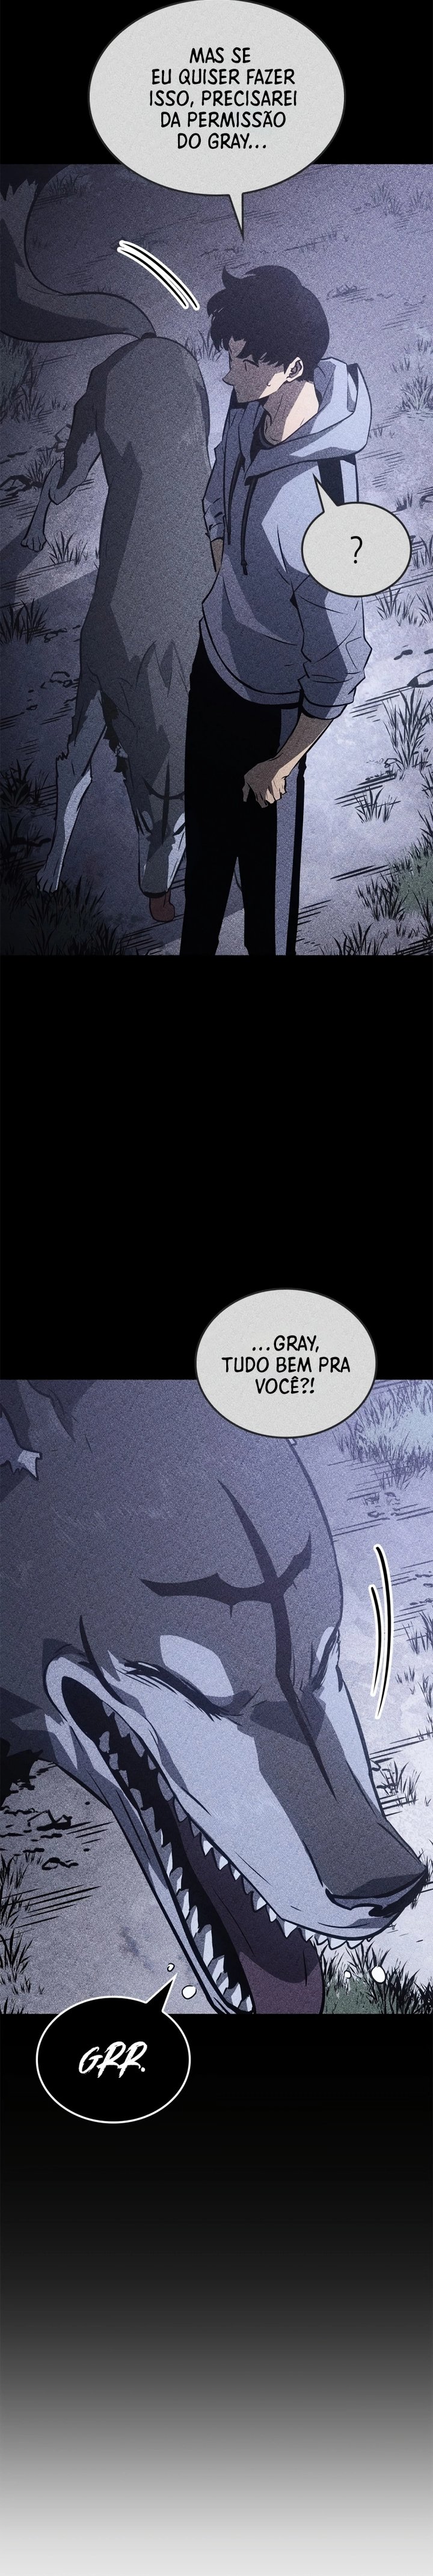 MAS SE
EU QUISER FAZER
ISSO, PRECISAREI
DA PERMISSÃO
DO GRAY...
?
...GRAY,
TUDO BEM PRA
VOCÊ?!
GRR.